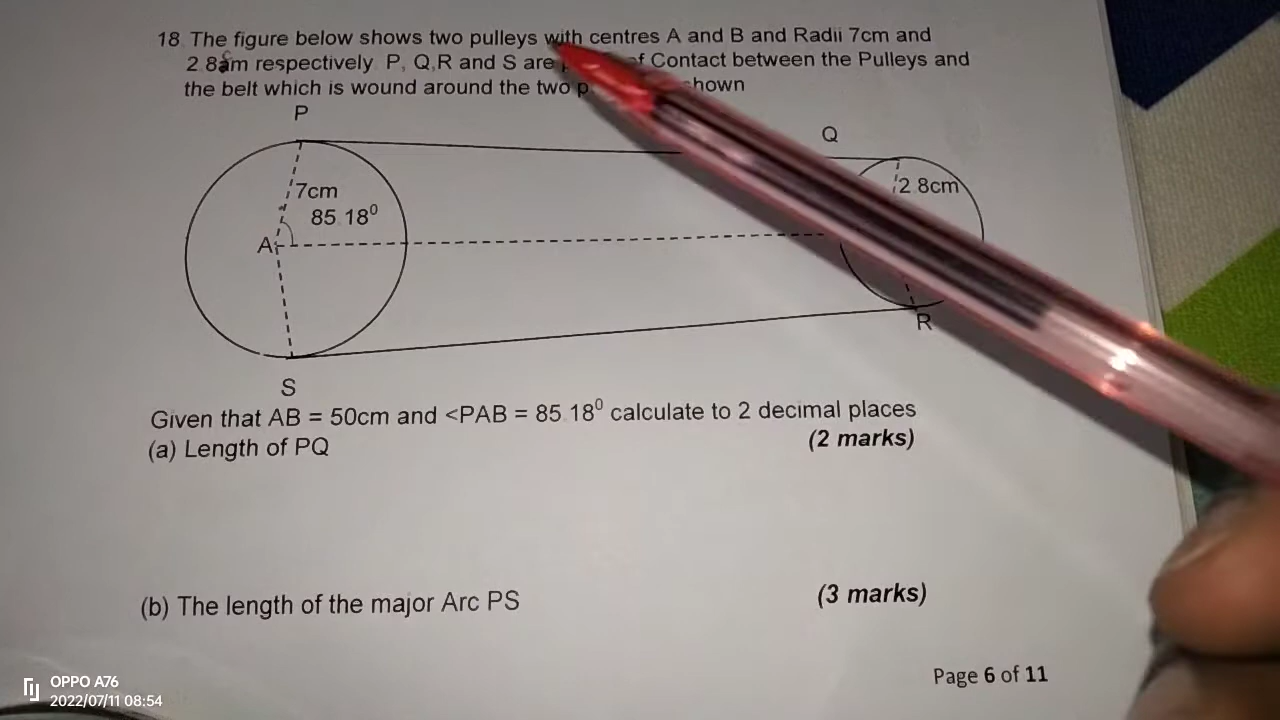 18 The figure below shows two pulleys with centres A and B and Radii 7cm and
2 8cm respectively P, Q,R and S are of Contact between the Pulleys and
the belt which is wound around the two p hown
P
Q
7cm
2 8cm
85 18⁰
A
R
S
Given that AB = 50cm and <PAB = 85 18⁰ calculate to 2 decimal places
(a) Length of PQ (2 marks)
(b) The length of the major Arc PS (3 marks)
Page 6 of 11
OPPO A76
2022/07/11 08:54